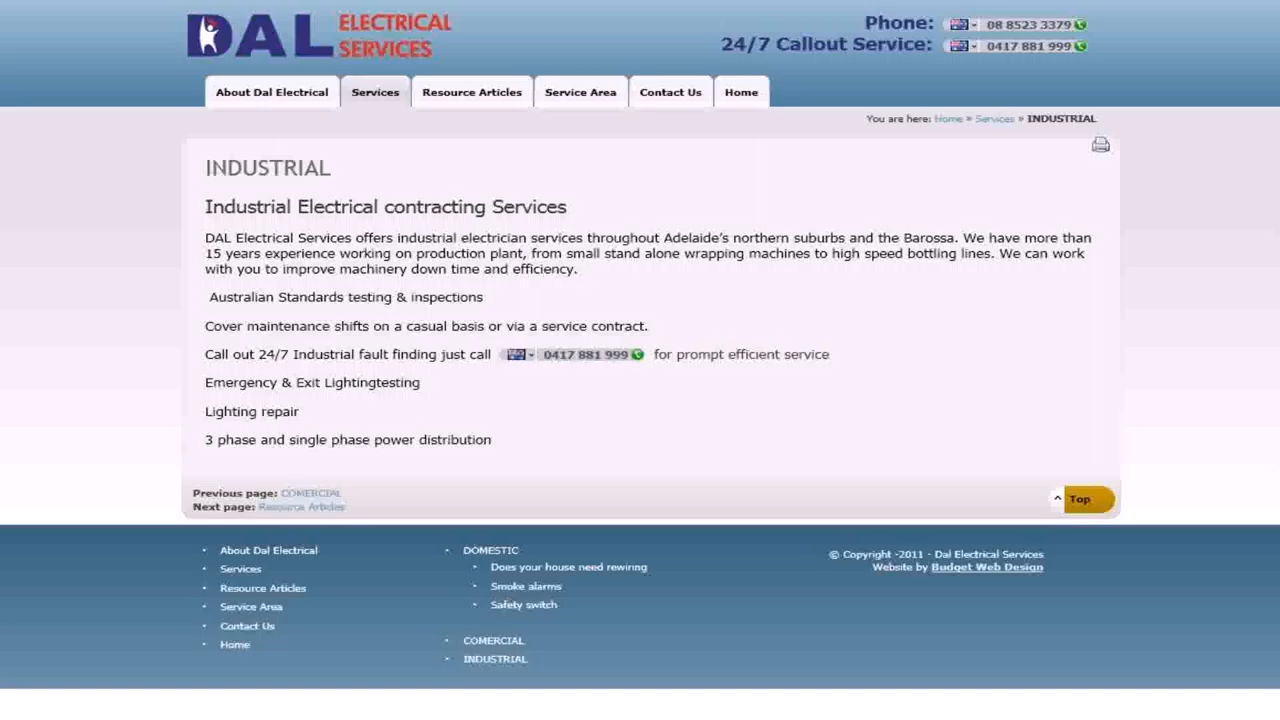 DAL ELECTRICAL SERVICES
Phone: 08 8523 3379
24/7 Callout Service: 0417 881 999
About Dal Electrical Services Resource Articles Service Area Contact Us Home
You are here: Home » Services » INDUSTRIAL
INDUSTRIAL
Industrial Electrical contracting Services
DAL Electrical Services offers industrial electrician services throughout Adelaide's northern suburbs and the Barossa. We have more than
15 years experience working on production plant, from small stand alone wrapping machines to high speed bottling lines. We can work
with you to improve machinery down time and efficiency.
Australian Standards testing & inspections
Cover maintenance shifts on a casual basis or via a service contract.
Call out 24/7 Industrial fault finding just call 0417 881 999 for prompt efficient service
Emergency & Exit Lightingtesting
Lighting repair
3 phase and single phase power distribution
Previous page: COMERCIAL
Next page: Resource Articles
Top
About Dal Electrical
Services
Resource Articles
Service Area
Contact Us
Home
DOMESTIC
Does your house need rewiring
Smoke alarms
Safety switch
COMERCIAL
INDUSTRIAL
© Copyright -2011 - Dal Electrical Services
Website by Budget Web Design